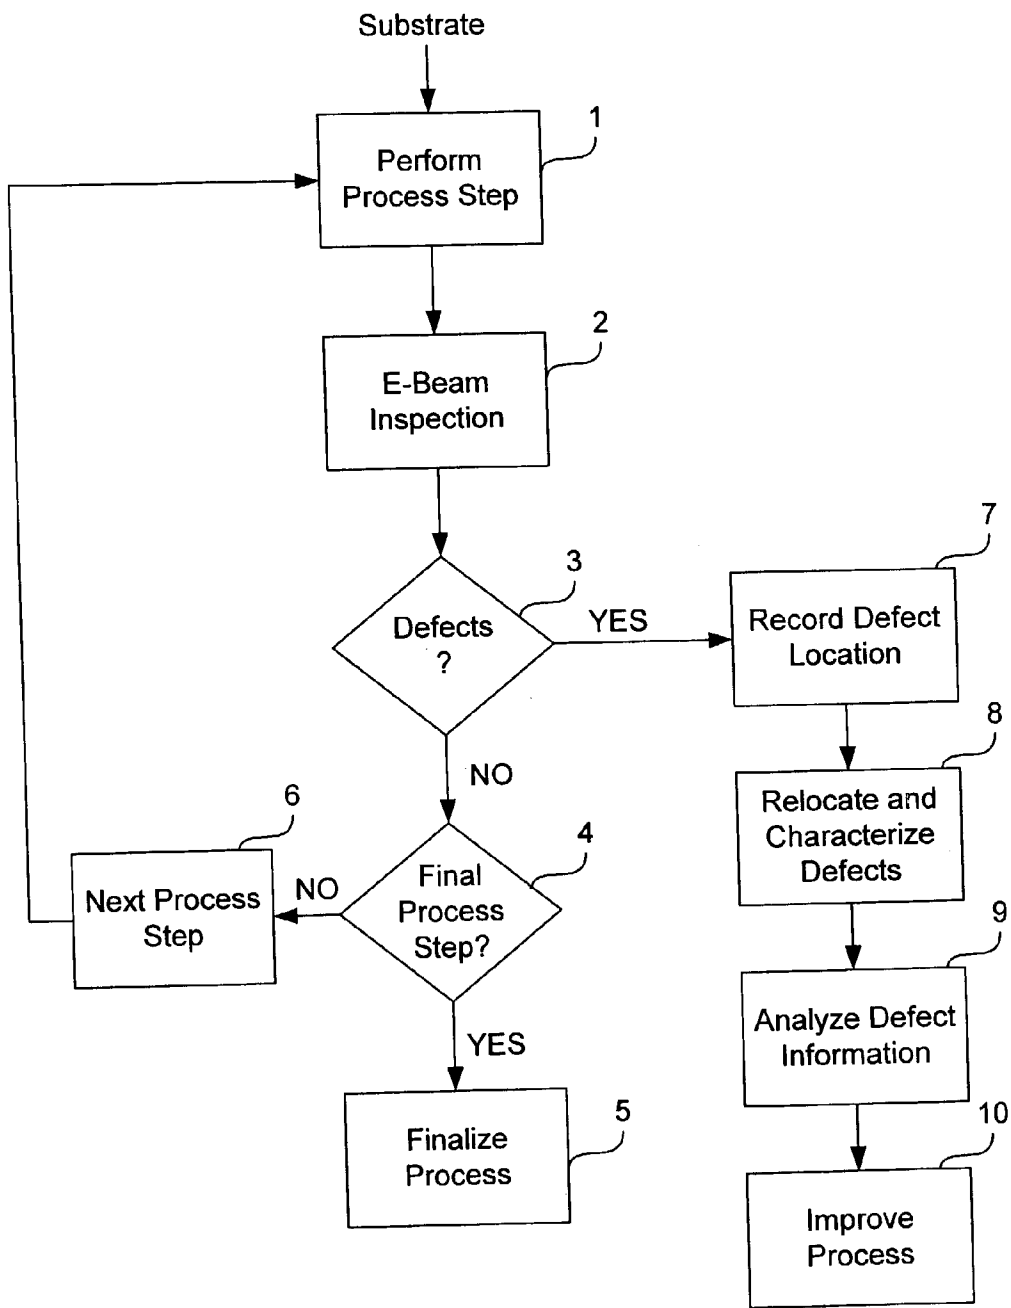 Substrate
1
Perform
Process Step
2
E-Beam
Inspection
3
Defects
?
YES
NO
7
Record Defect
Location
8
Relocate and
Characterize
Defects
9
Analyze Defect
Information
10
Improve
Process
4
Final
Process
Step?
NO
6
Next Process
Step
YES
5
Finalize
Process